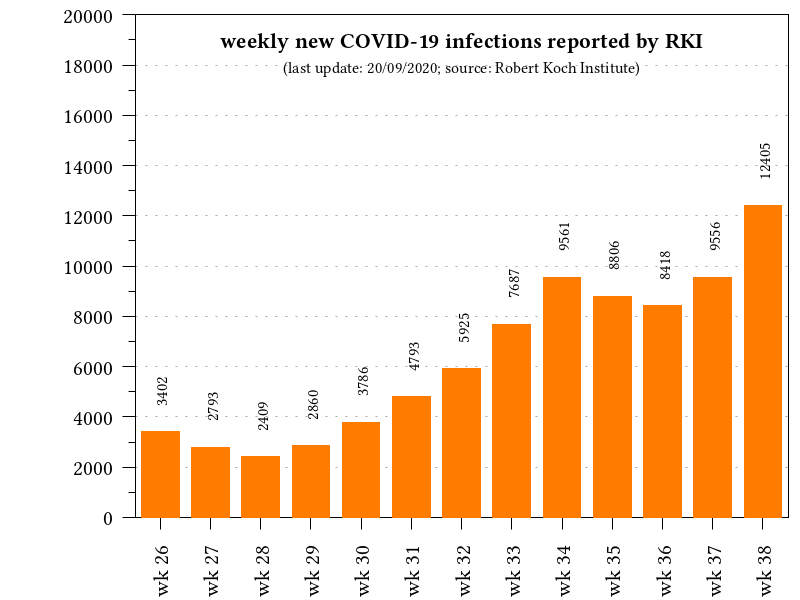 weekly new COVID-19 infections reported by RKI
(last update: 20/09/2020; source: Robert Koch Institute)
20000
18000
16000
14000
12000
10000
8000
6000
4000
2000
0
3402
2793
2409
2860
3786
4793
5925
7687
9561
8806
8418
9556
12405
wk 26
wk 27
wk 28
wk 29
wk 30
wk 31
wk 32
wk 33
wk 34
wk 35
wk 36
wk 37
wk 38